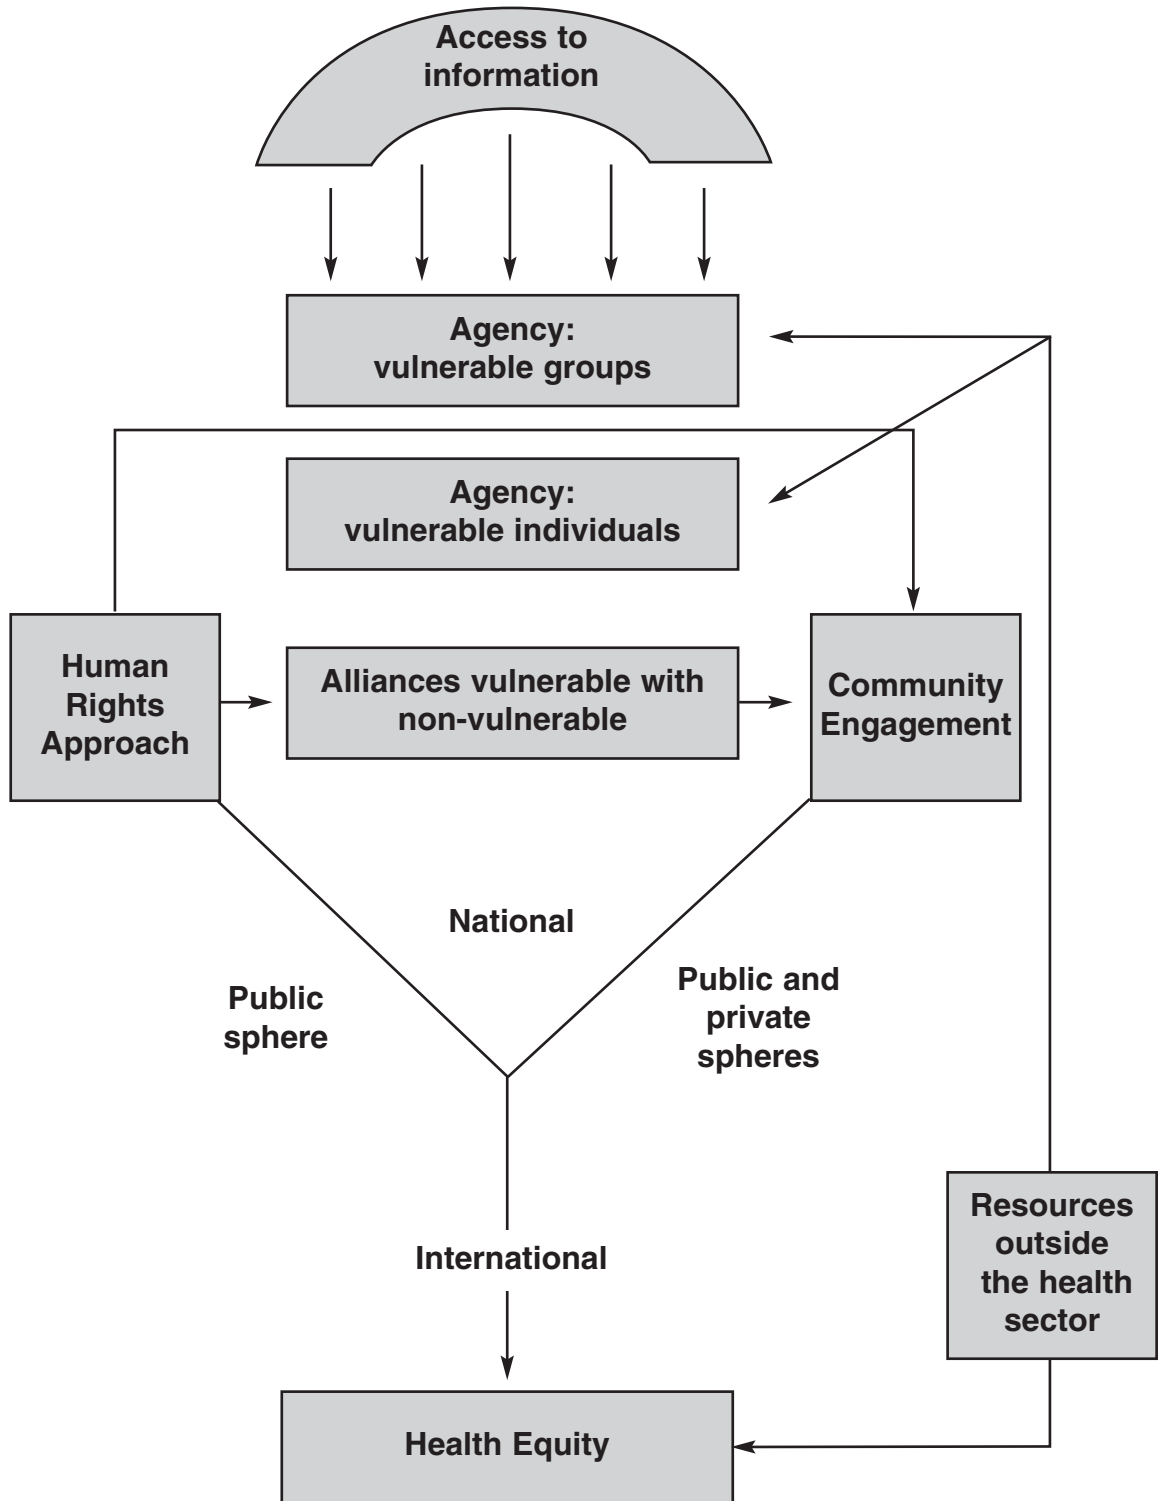 Access to
information
Agency:
vulnerable groups
Agency:
vulnerable individuals
Human
Rights
Approach
Alliances vulnerable with
non-vulnerable
Community
Engagement
National
Public
sphere
Public and
private
spheres
International
Resources
outside
the health
sector
Health Equity